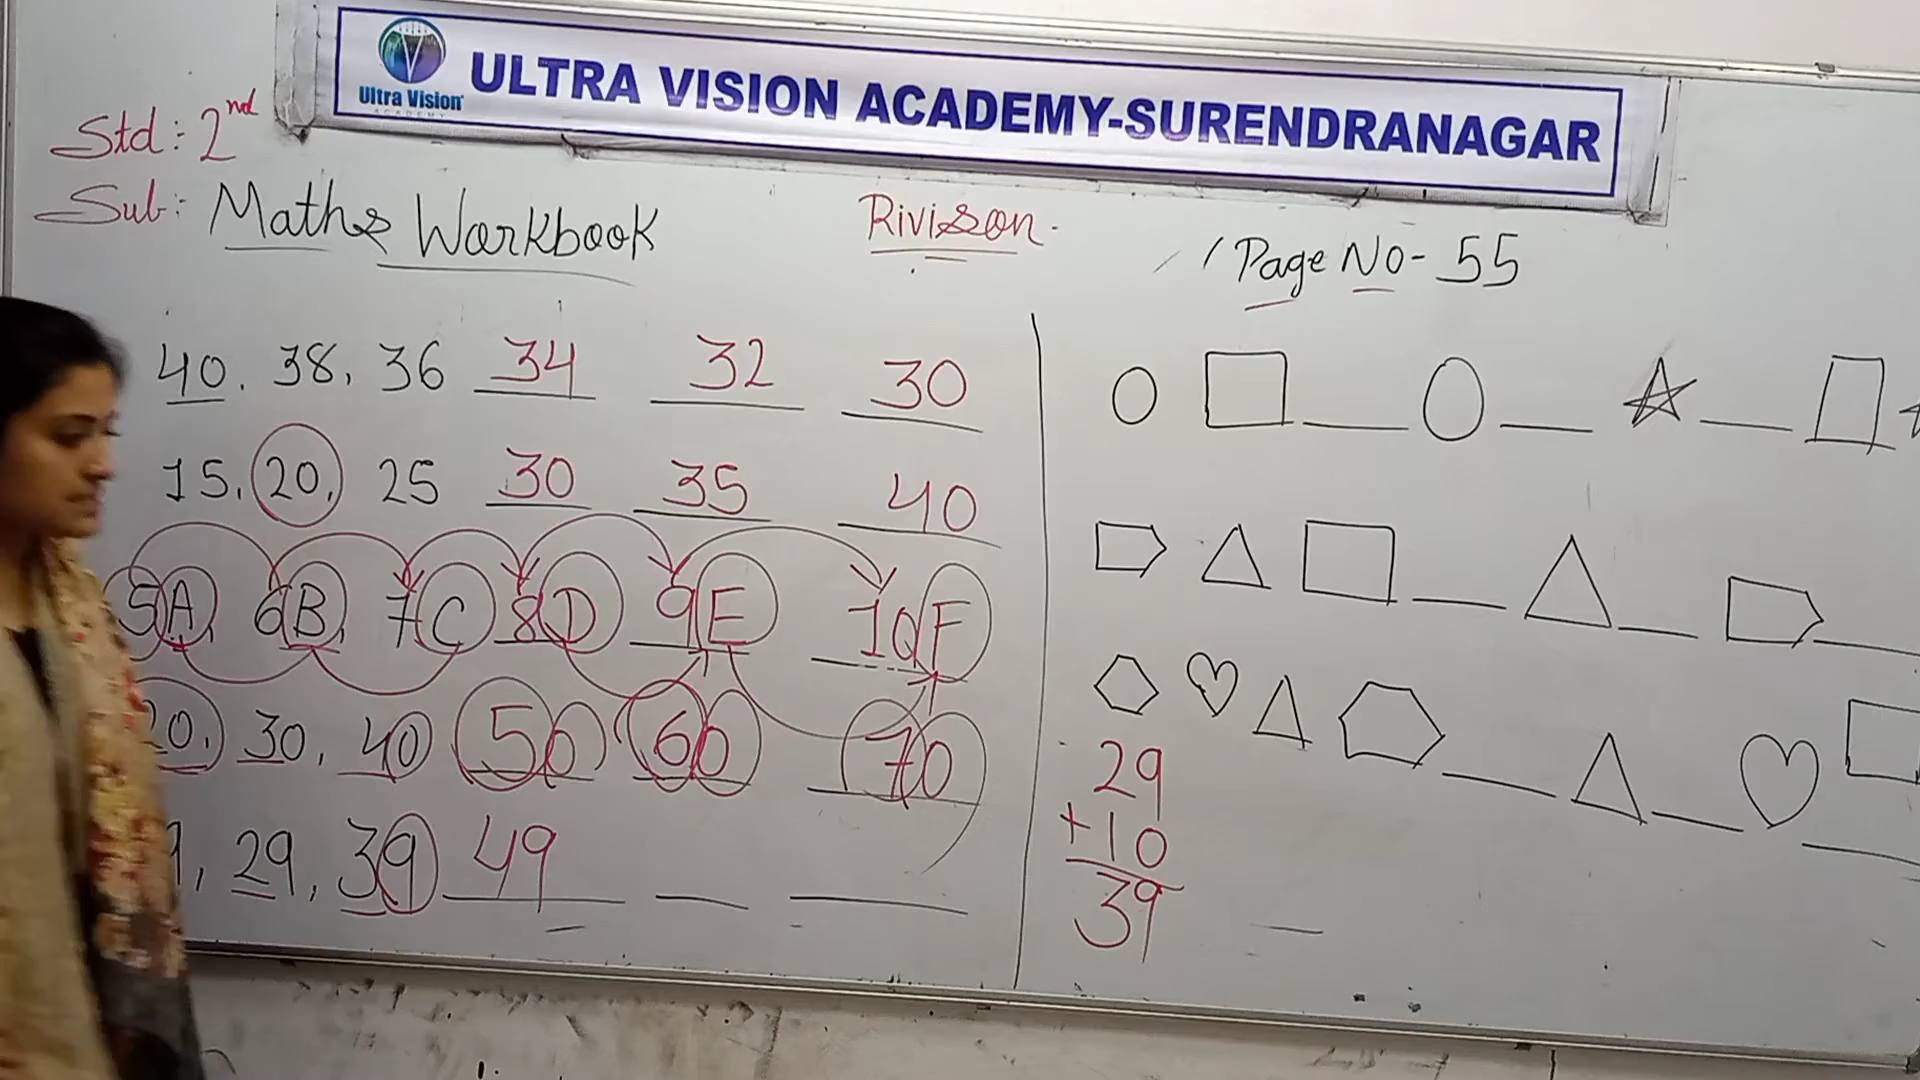 Ultra Vision
ACADEMY
ULTRA VISION ACADEMY-SURENDRANAGAR
Std: 2nd
Sub: Maths Workbook
Rivison.
Page No- 55
40, 38, 36 34 32 30
15, 20, 25 30 35 40
5A, 6B, 7C 8D 9E 10F
20, 30, 40 50 60 70
9, 29, 39 49
29
+10
39